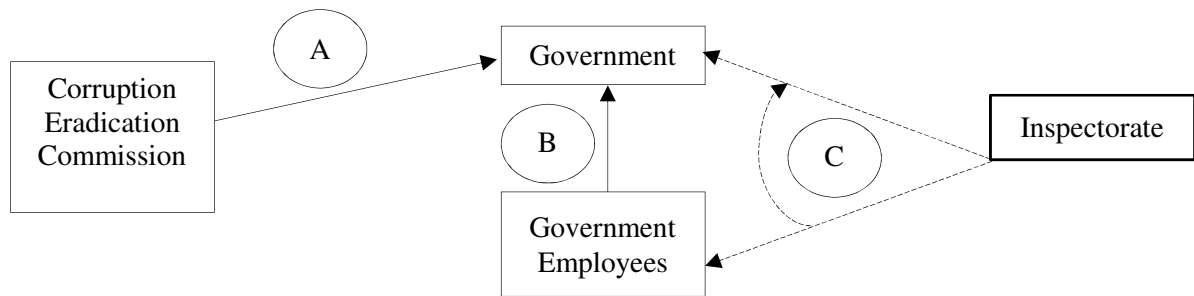 A
Government
Corruption
Eradication
Commission
Inspectorate
B
C
Government
Employees